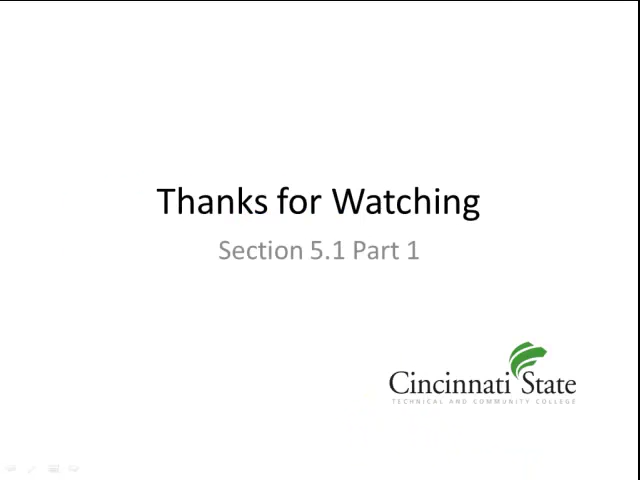 Thanks for Watching
Section 5.1 Part 1
Cincinnati State
TECHNICAL AND COMMUNITY COLLEGE